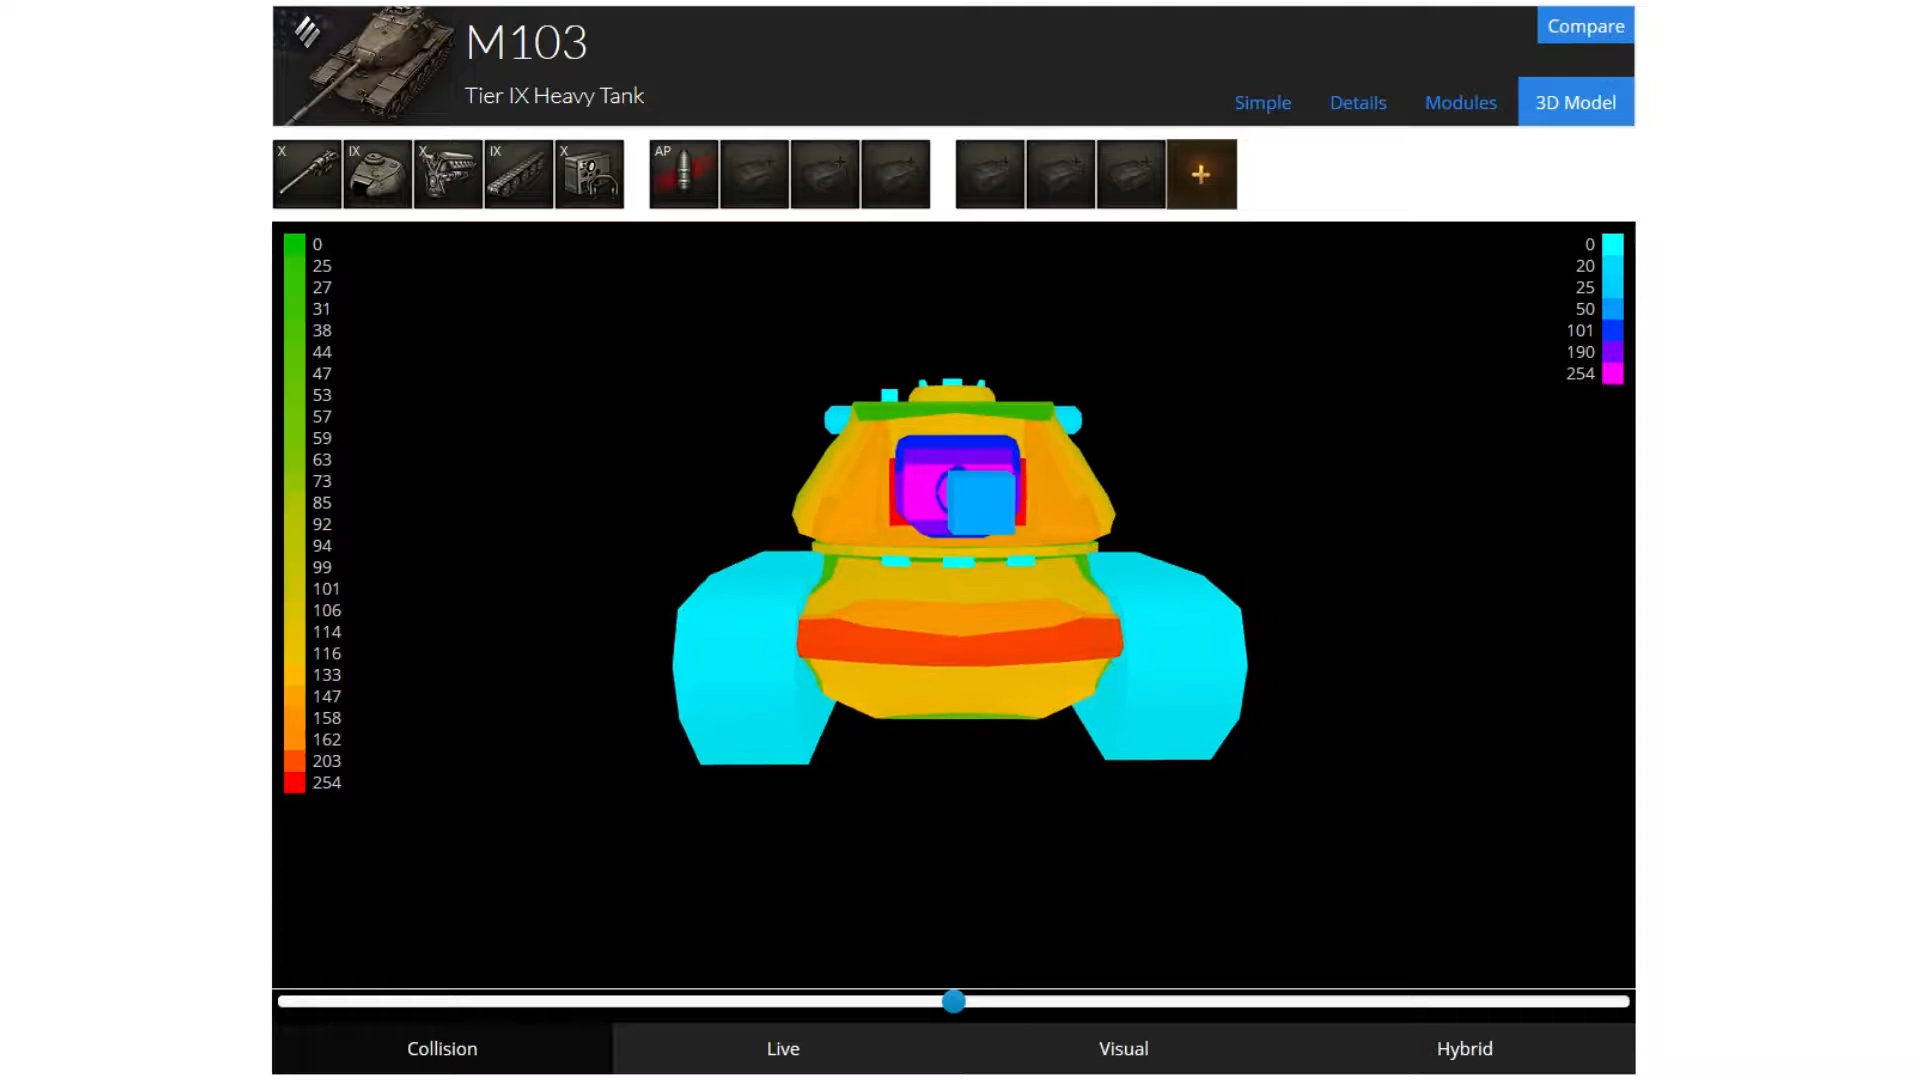 M103
Tier IX Heavy Tank
Compare
Simple
Details
Modules
3D Model
X
IX
X
IX
X
AP
0
25
27
31
38
44
47
53
57
59
63
73
85
92
94
99
101
106
114
116
133
147
158
162
203
254
0
20
25
50
101
190
254
Collision
Live
Visual
Hybrid